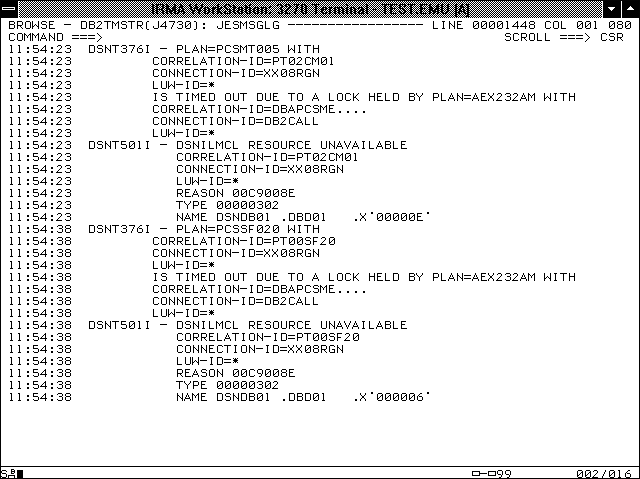 IRMA WorkStation: 3270 Terminal - TEST.EMU [A]
BROWSE - DB2TMSTR(J4730): JESMSGLG ------------------ LINE 00001448 COL 001 080
COMMAND ===> SCROLL ===> CSR
11:54:23 DSNT376I - PLAN=PCSMT005 WITH
11:54:23 CORRELATION-ID=PT02CM01
11:54:23 CONNECTION-ID=XX08RGN
11:54:23 LUW-ID=*
11:54:23 IS TIMED OUT DUE TO A LOCK HELD BY PLAN=AEX232AM WITH
11:54:23 CORRELATION-ID=DBAPCSME....
11:54:23 CONNECTION-ID=DB2CALL
11:54:23 LUW-ID=*
11:54:23 DSNT501I - DSNILMCL RESOURCE UNAVAILABLE
11:54:23 CORRELATION-ID=PT02CM01
11:54:23 CONNECTION-ID=XX08RGN
11:54:23 LUW-ID=*
11:54:23 REASON 00C9008E
11:54:23 TYPE 00000302
11:54:23 NAME DSNDB01 .DBD01 .X'00000E'
11:54:38 DSNT376I - PLAN=PCSSF020 WITH
11:54:38 CORRELATION-ID=PT00SF20
11:54:38 CONNECTION-ID=XX08RGN
11:54:38 LUW-ID=*
11:54:38 IS TIMED OUT DUE TO A LOCK HELD BY PLAN=AEX232AM WITH
11:54:38 CORRELATION-ID=DBAPCSME....
11:54:38 CONNECTION-ID=DB2CALL
11:54:38 LUW-ID=*
11:54:38 DSNT501I - DSNILMCL RESOURCE UNAVAILABLE
11:54:38 CORRELATION-ID=PT00SF20
11:54:38 CONNECTION-ID=XX08RGN
11:54:38 LUW-ID=*
11:54:38 REASON 00C9008E
11:54:38 TYPE 00000302
11:54:38 NAME DSNDB01 .DBD01 .X'000006'
99 002/016